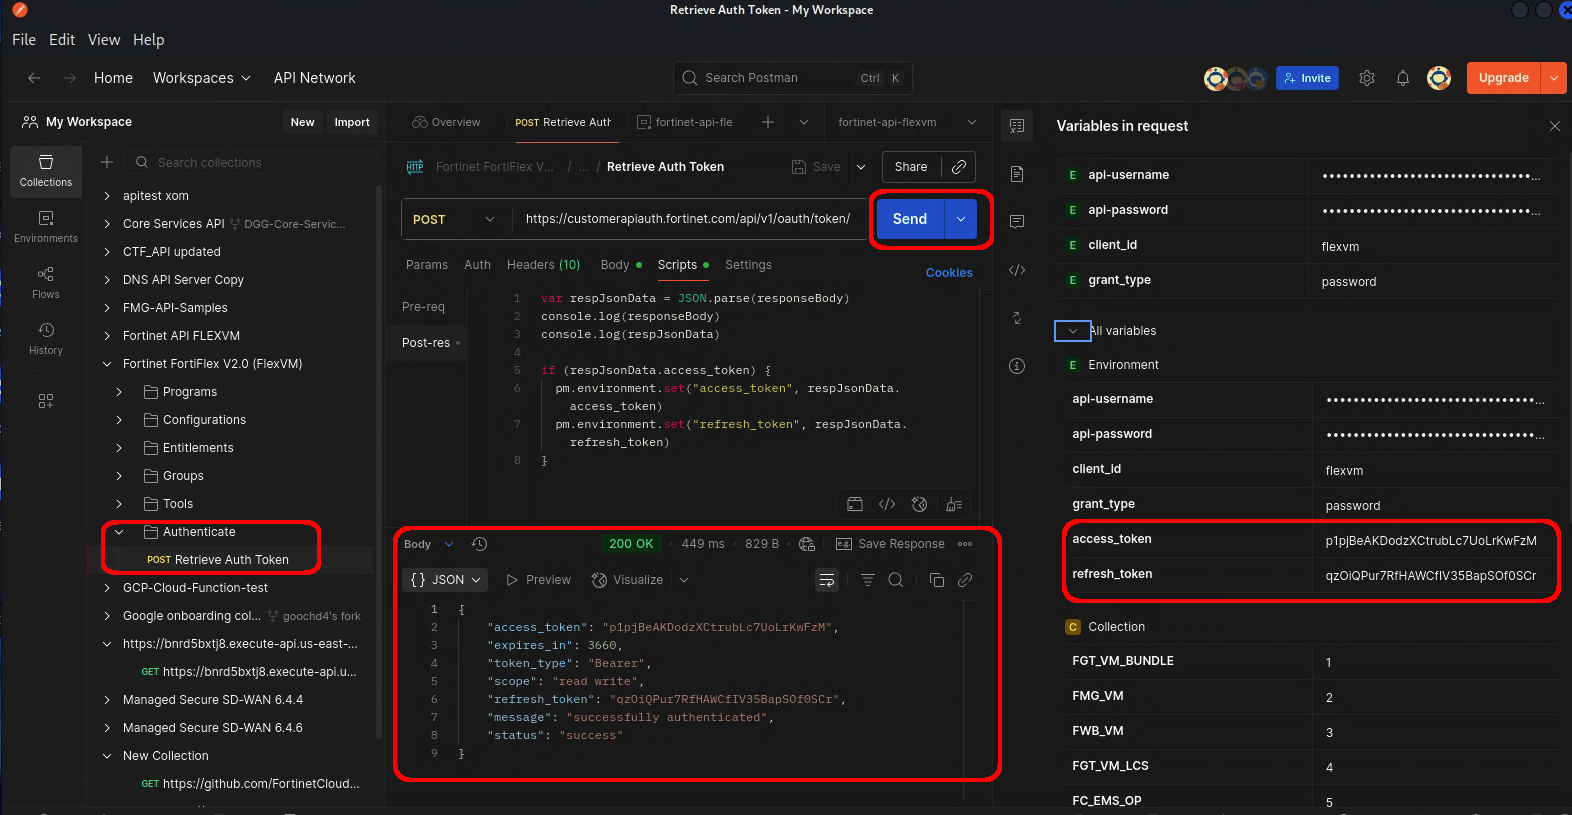 Retrieve Auth Token - My Workspace
File Edit View Help
Home Workspaces API Network
Search Postman Ctrl K
Invite
Upgrade
My Workspace
New Import
Collections
Environments
Flows
History
Search collections
apitest xom
Core Services API DGG-Core-Servic...
CTF_API updated
DNS API Server Copy
FMG-API-Samples
Fortinet API FLEXVM
Fortinet FortiFlex V2.0 (FlexVM)
Programs
Configurations
Entitlements
Groups
Tools
Authenticate
POST Retrieve Auth Token
GCP-Cloud-Function-test
Google onboarding col... goochd4's fork
https://bnrd5bxtj8.execute-api.us-east-...
GET https://bnrd5bxtj8.execute-api.u...
Managed Secure SD-WAN 6.4.4
Managed Secure SD-WAN 6.4.6
New Collection
GET https://github.com/FortinetCloud...
Overview
POST Retrieve Auth
fortinet-api-fle
fortinet-api-flexvm
HTTP Fortinet FortiFlex V... / ... / Retrieve Auth Token
Save
Share
POST https://customerapiauth.fortinet.com/api/v1/oauth/token/
Send
Params Auth Headers (10) Body Scripts Settings
Cookies
Pre-req
Post-res
1 var respJsonData = JSON.parse(responseBody)
2 console.log(responseBody)
3 console.log(respJsonData)
4
5 if (respJsonData.access_token) {
6 pm.environment.set("access_token", respJsonData.
access_token)
7 pm.environment.set("refresh_token", respJsonData.
refresh_token)
8 }
Body 200 OK 449 ms 829 B Save Response
{} JSON Preview Visualize
1 {
2 "access_token": "p1pjBeAKDodzXCtrubLc7UoLrKwFzM",
3 "expires_in": 3660,
4 "token_type": "Bearer",
5 "scope": "read write",
6 "refresh_token": "qzOiQPur7RfHAWCfIV35BapSOf0SCr",
7 "message": "successfully authenticated",
8 "status": "success"
9 }
Variables in request
E api-username •••••••••••••••••••••••••••••••...
E api-password •••••••••••••••••••••••••••••••...
E client_id flexvm
E grant_type password
All variables
E Environment
api-username •••••••••••••••••••••••••••••••...
api-password •••••••••••••••••••••••••••••••...
client_id flexvm
grant_type password
access_token p1pjBeAKDodzXCtrubLc7UoLrKwFzM
refresh_token qzOiQPur7RfHAWCfIV35BapSOf0SCr
C Collection
FGT_VM_BUNDLE 1
FMG_VM 2
FWB_VM 3
FGT_VM_LCS 4
FC_EMS_OP 5